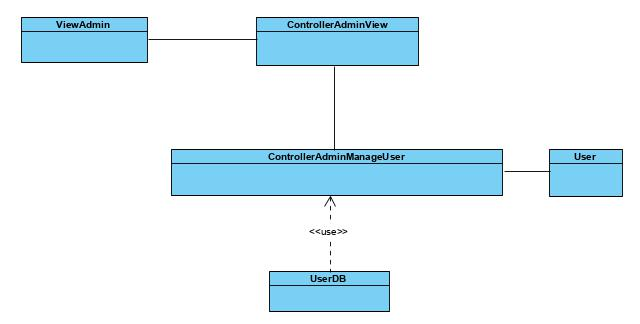 ViewAdmin
ControllerAdminView
ControllerAdminManageUser
User
<<use>>
UserDB